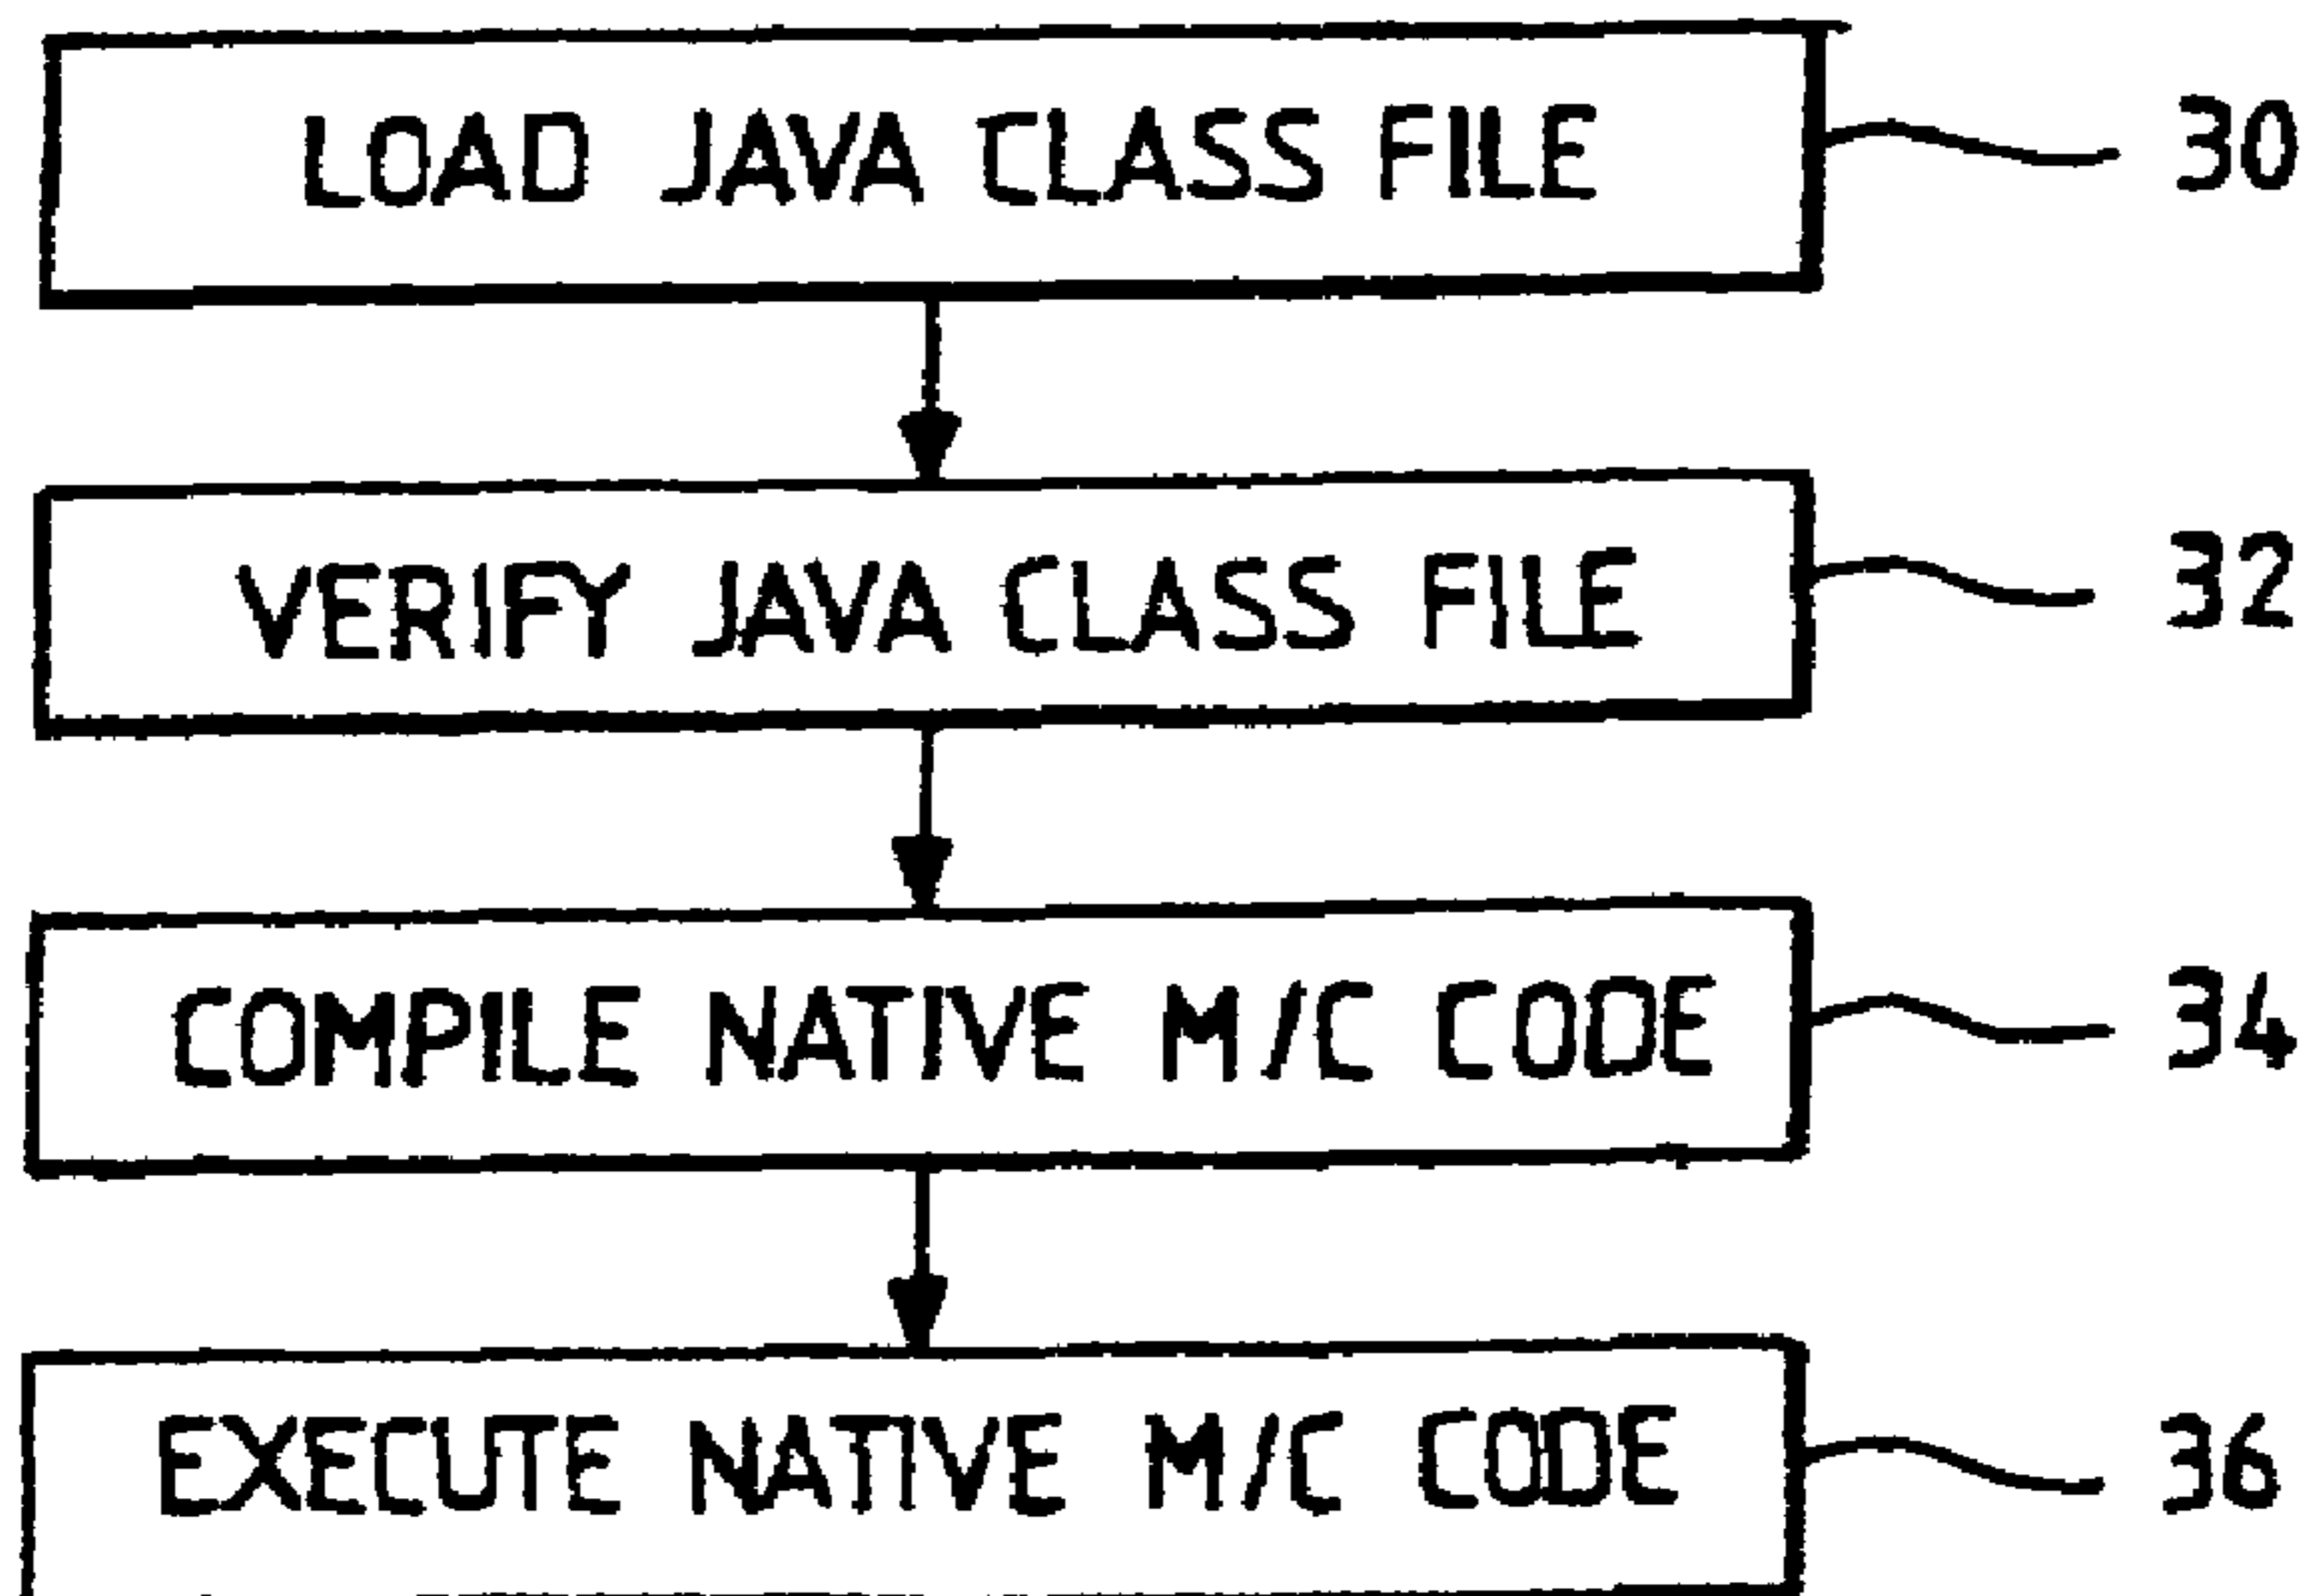 LOAD JAVA CLASS FILE 30
VERIFY JAVA CLASS FILE 32
COMPILE NATIVE M/C CODE 34
EXECUTE NATIVE M/C CODE 36